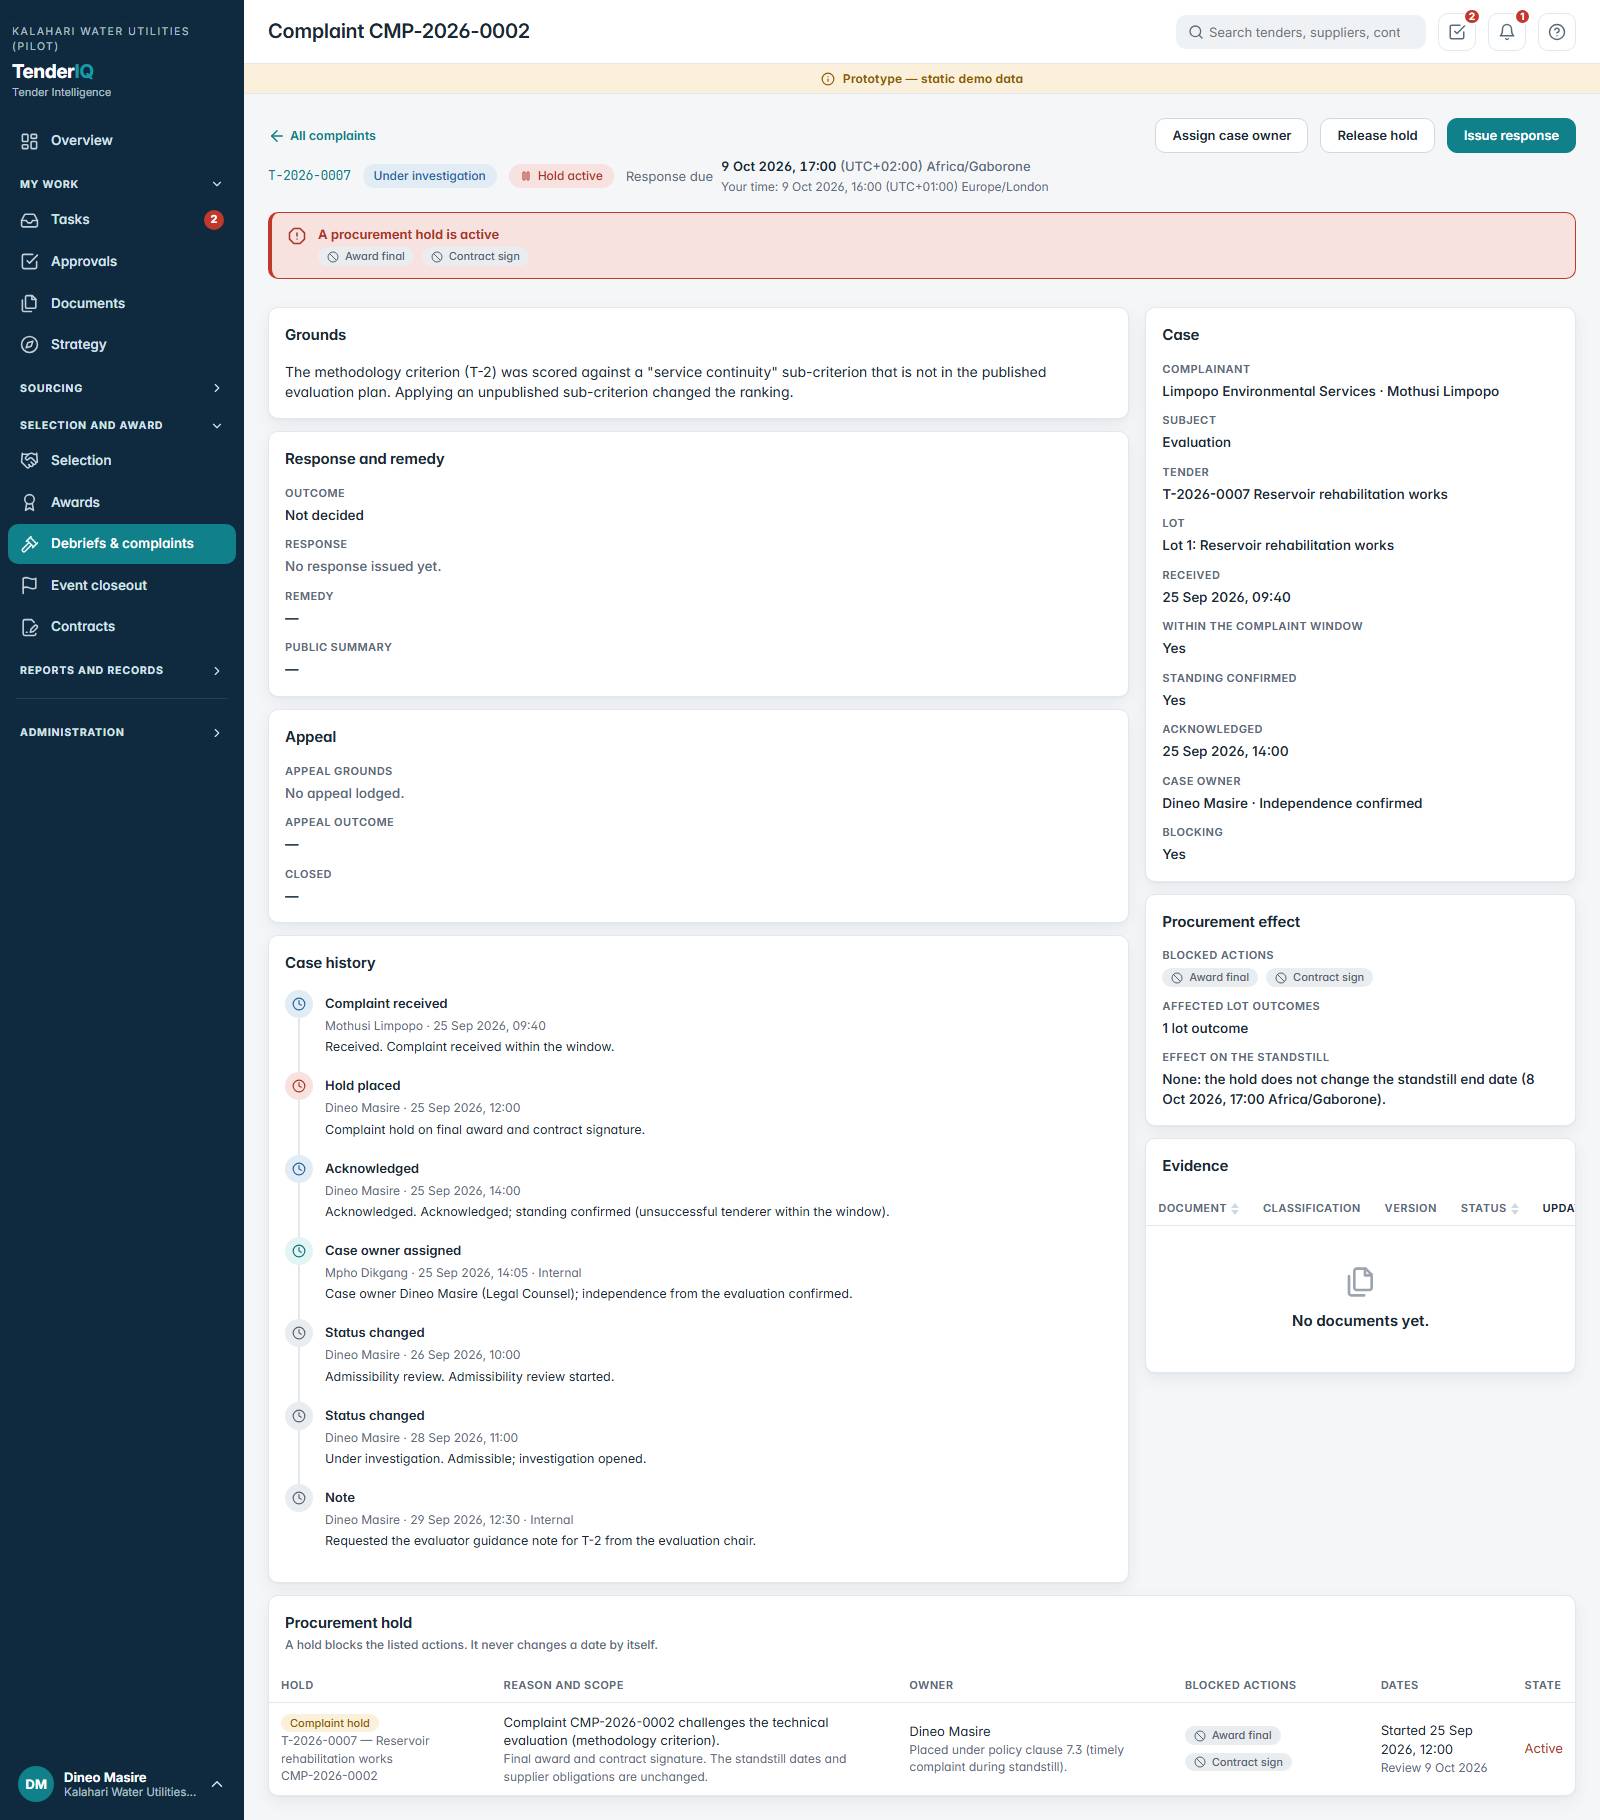 KALAHARI WATER UTILITIES
(PILOT)
TenderIQ
Tender Intelligence
Overview
MY WORK
Tasks
2
Approvals
Documents
Strategy
SOURCING
SELECTION AND AWARD
Selection
Awards
Debriefs & complaints
Event closeout
Contracts
REPORTS AND RECORDS
ADMINISTRATION
DM
Dineo Masire
Kalahari Water Utilities...
Complaint CMP-2026-0002
Search tenders, suppliers, cont
2
1
Prototype — static demo data
All complaints
Assign case owner
Release hold
Issue response
T-2026-0007
Under investigation
Hold active
Response due
9 Oct 2026, 17:00 (UTC+02:00) Africa/Gaborone
Your time: 9 Oct 2026, 16:00 (UTC+01:00) Europe/London
A procurement hold is active
Award final
Contract sign
Grounds
The methodology criterion (T-2) was scored against a "service continuity" sub-criterion that is not in the published
evaluation plan. Applying an unpublished sub-criterion changed the ranking.
Response and remedy
OUTCOME
Not decided
RESPONSE
No response issued yet.
REMEDY
—
PUBLIC SUMMARY
—
Appeal
APPEAL GROUNDS
No appeal lodged.
APPEAL OUTCOME
—
CLOSED
—
Case history
Complaint received
Mothusi Limpopo · 25 Sep 2026, 09:40
Received. Complaint received within the window.
Hold placed
Dineo Masire · 25 Sep 2026, 12:00
Complaint hold on final award and contract signature.
Acknowledged
Dineo Masire · 25 Sep 2026, 14:00
Acknowledged. Acknowledged; standing confirmed (unsuccessful tenderer within the window).
Case owner assigned
Mpho Dikgang · 25 Sep 2026, 14:05 · Internal
Case owner Dineo Masire (Legal Counsel); independence from the evaluation confirmed.
Status changed
Dineo Masire · 26 Sep 2026, 10:00
Admissibility review. Admissibility review started.
Status changed
Dineo Masire · 28 Sep 2026, 11:00
Under investigation. Admissible; investigation opened.
Note
Dineo Masire · 29 Sep 2026, 12:30 · Internal
Requested the evaluator guidance note for T-2 from the evaluation chair.
Case
COMPLAINANT
Limpopo Environmental Services · Mothusi Limpopo
SUBJECT
Evaluation
TENDER
T-2026-0007 Reservoir rehabilitation works
LOT
Lot 1: Reservoir rehabilitation works
RECEIVED
25 Sep 2026, 09:40
WITHIN THE COMPLAINT WINDOW
Yes
STANDING CONFIRMED
Yes
ACKNOWLEDGED
25 Sep 2026, 14:00
CASE OWNER
Dineo Masire · Independence confirmed
BLOCKING
Yes
Procurement effect
BLOCKED ACTIONS
Award final
Contract sign
AFFECTED LOT OUTCOMES
1 lot outcome
EFFECT ON THE STANDSTILL
None: the hold does not change the standstill end date (8
Oct 2026, 17:00 Africa/Gaborone).
Evidence
DOCUMENT
CLASSIFICATION
VERSION
STATUS
UPDA
No documents yet.
Procurement hold
A hold blocks the listed actions. It never changes a date by itself.
HOLD
REASON AND SCOPE
OWNER
BLOCKED ACTIONS
DATES
STATE
Complaint hold
T-2026-0007 — Reservoir
rehabilitation works
CMP-2026-0002
Complaint CMP-2026-0002 challenges the technical
evaluation (methodology criterion).
Final award and contract signature. The standstill dates and
supplier obligations are unchanged.
Dineo Masire
Placed under policy clause 7.3 (timely
complaint during standstill).
Award final
Contract sign
Started 25 Sep
2026, 12:00
Review 9 Oct 2026
Active